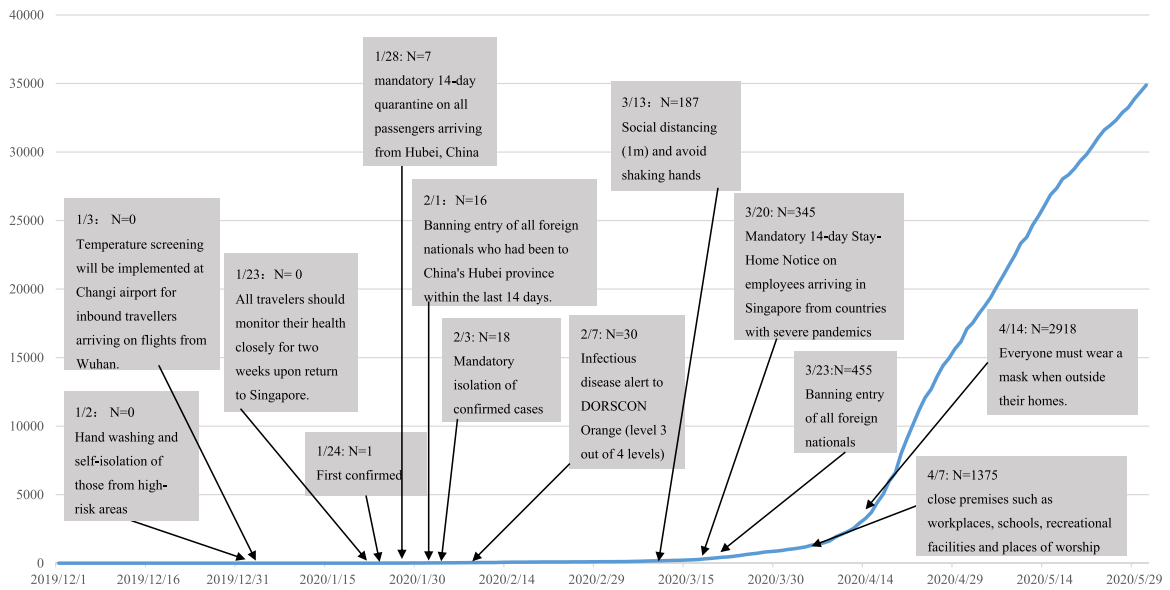 40000
35000
30000
25000
20000
15000
10000
5000
0
1/28: N=7
mandatory 14-day
quarantine on all
passengers arriving
from Hubei, China
3/13： N=187
Social distancing
(1m) and avoid
shaking hands
1/3： N=0
Temperature screening
will be implemented at
Changi airport for
inbound travellers
arriving on flights from
Wuhan.
2/1： N=16
Banning entry of all foreign
nationals who had been to
China's Hubei province
within the last 14 days.
3/20: N=345
Mandatory 14-day Stay-
Home Notice on
employees arriving in
Singapore from countries
with severe pandemics
1/23： N= 0
All travelers should
monitor their health
closely for two
weeks upon return
to Singapore.
2/3: N=18
Mandatory
isolation of
confirmed cases
2/7: N=30
Infectious
disease alert to
DORSCON
Orange (level 3
out of 4 levels)
4/14: N=2918
Everyone must wear a
mask when outside
their homes.
3/23:N=455
Banning entry
of all foreign
nationals
1/2： N=0
Hand washing and
self-isolation of
those from high-
risk areas
1/24: N=1
First confirmed
4/7: N=1375
close premises such as
workplaces, schools, recreational
facilities and places of worship
2019/12/1 2019/12/16 2019/12/31 2020/1/15 2020/1/30 2020/2/14 2020/2/29 2020/3/15 2020/3/30 2020/4/14 2020/4/29 2020/5/14 2020/5/29